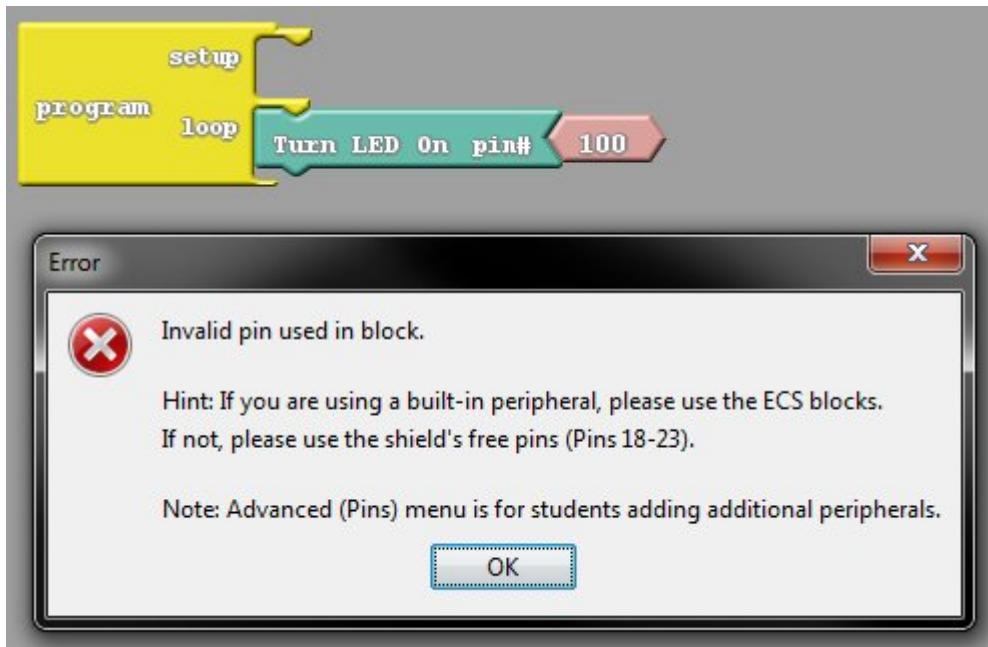 setup
program
loop
Turn LED On pin# 100
Error
Invalid pin used in block.
Hint: If you are using a built-in peripheral, please use the ECS blocks.
If not, please use the shield's free pins (Pins 18-23).
Note: Advanced (Pins) menu is for students adding additional peripherals.
OK